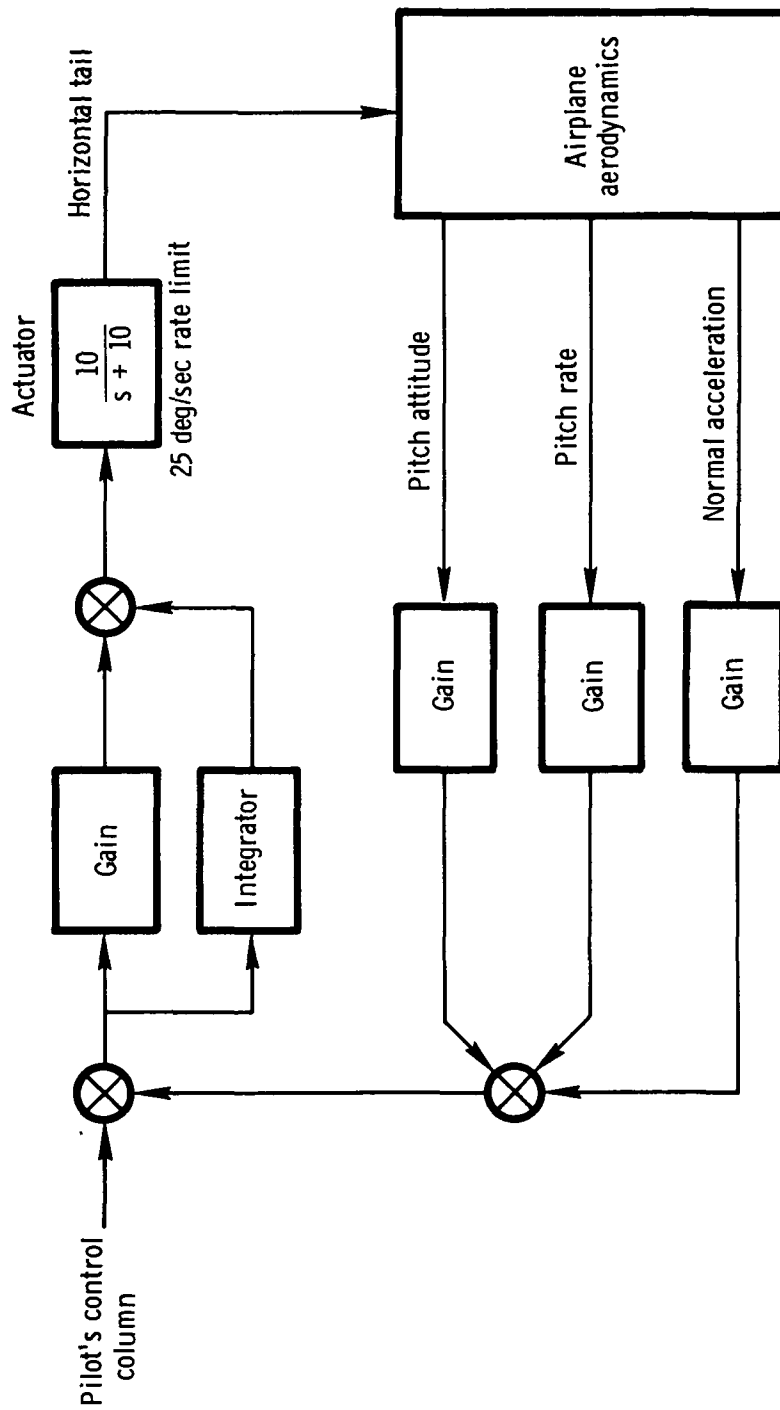 Pilot's control
column
Gain
Integrator
Actuator
10
s + 10
25 deg/sec rate limit
Horizontal tail
Airplane
aerodynamics
Pitch attitude
Gain
Pitch rate
Gain
Normal acceleration
Gain